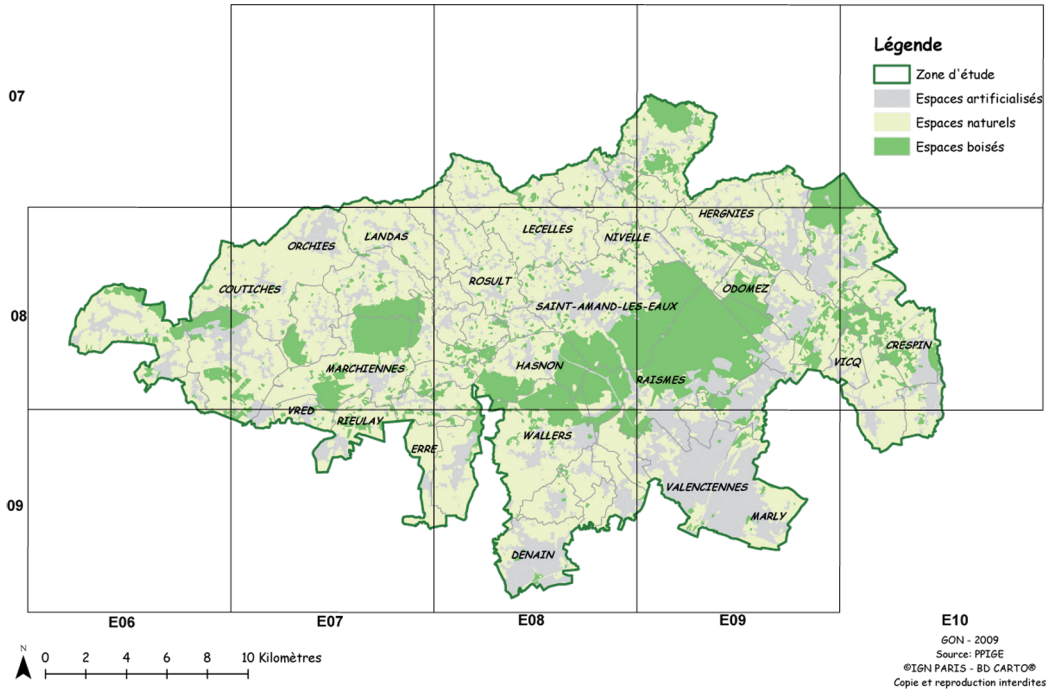 Légende
Zone d'étude
Espaces artificialisés
Espaces naturels
Espaces boisés
07
08
09
HERGNIES
LECELLES
NIVELLE
ORCHIES
LANDAS
ROSULT
COUTICHES
ODOMEZ
SAINT-AMAND-LES-EAUX
CRESPIN
VICQ
HASNON
MARCHIENNES
RAISMES
VRED
RIEULAY
WALLERS
ERRE
VALENCIENNES
MARLY
DENAIN
E06
E07
E08
E09
E10
N
0 2 4 6 8 10 Kilomètres
GON - 2009
Source: PPIGE
©IGN PARIS - BD CARTO®
Copie et reproduction interdites